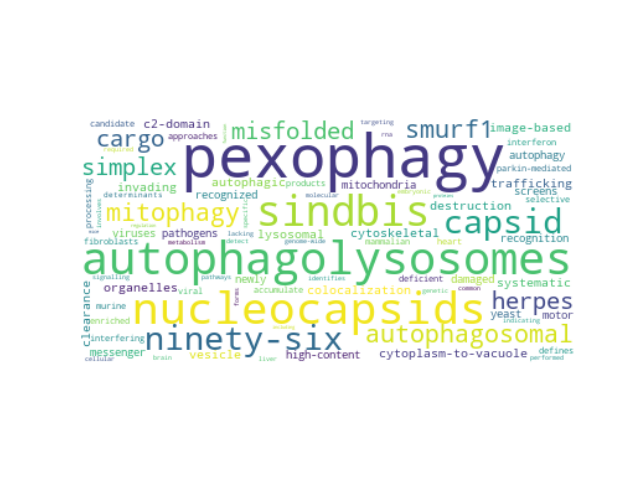 candidate c2-domain targeting smurf1 image-based
cargo approaches misfolded rna interferon
required pexophagy autophagy
simplex parkin-mediated
invading autophagic products mitochondria trafficking
processing determinants recognized embryonic screens selective
mitophagy specific sindbis destruction capsid
involves
viruses pathogens lysosomal cytoskeletal recognition
fibroblasts metabolism detect genome-wide mammalian heart
autophagolysosomes
signalling newly pathways identifies deficient damaged systematic
organelles viral accumulate colocalization genetic common
clearance murine forms nucleocapsids herpes
enriched yeast motor
interfering ninety-six autophagosomal indicating
messenger vesicle high-content cytoplasm-to-vacuole defines
cellular brain liver performed
lacking molecular